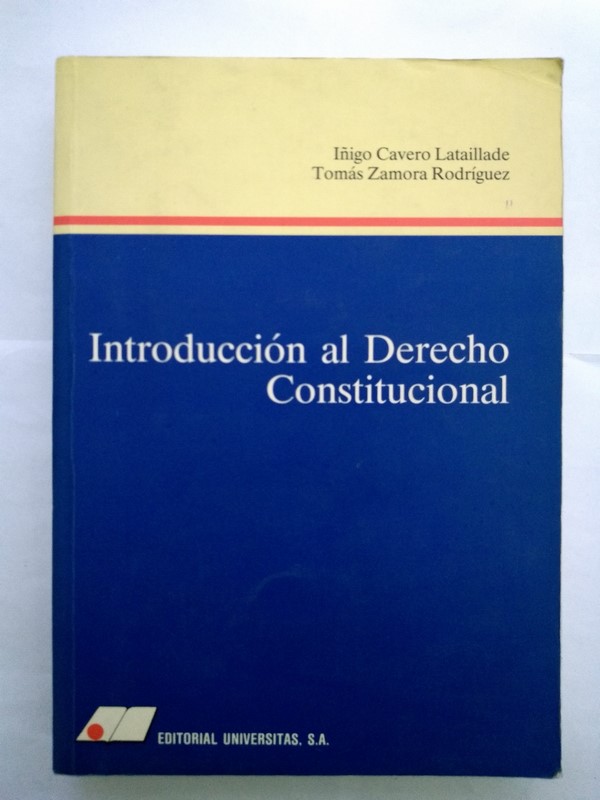 Iñigo Cavero Lataillade
Tomás Zamora Rodríguez
Introducción al Derecho
Constitucional
EDITORIAL UNIVERSITAS, S.A.